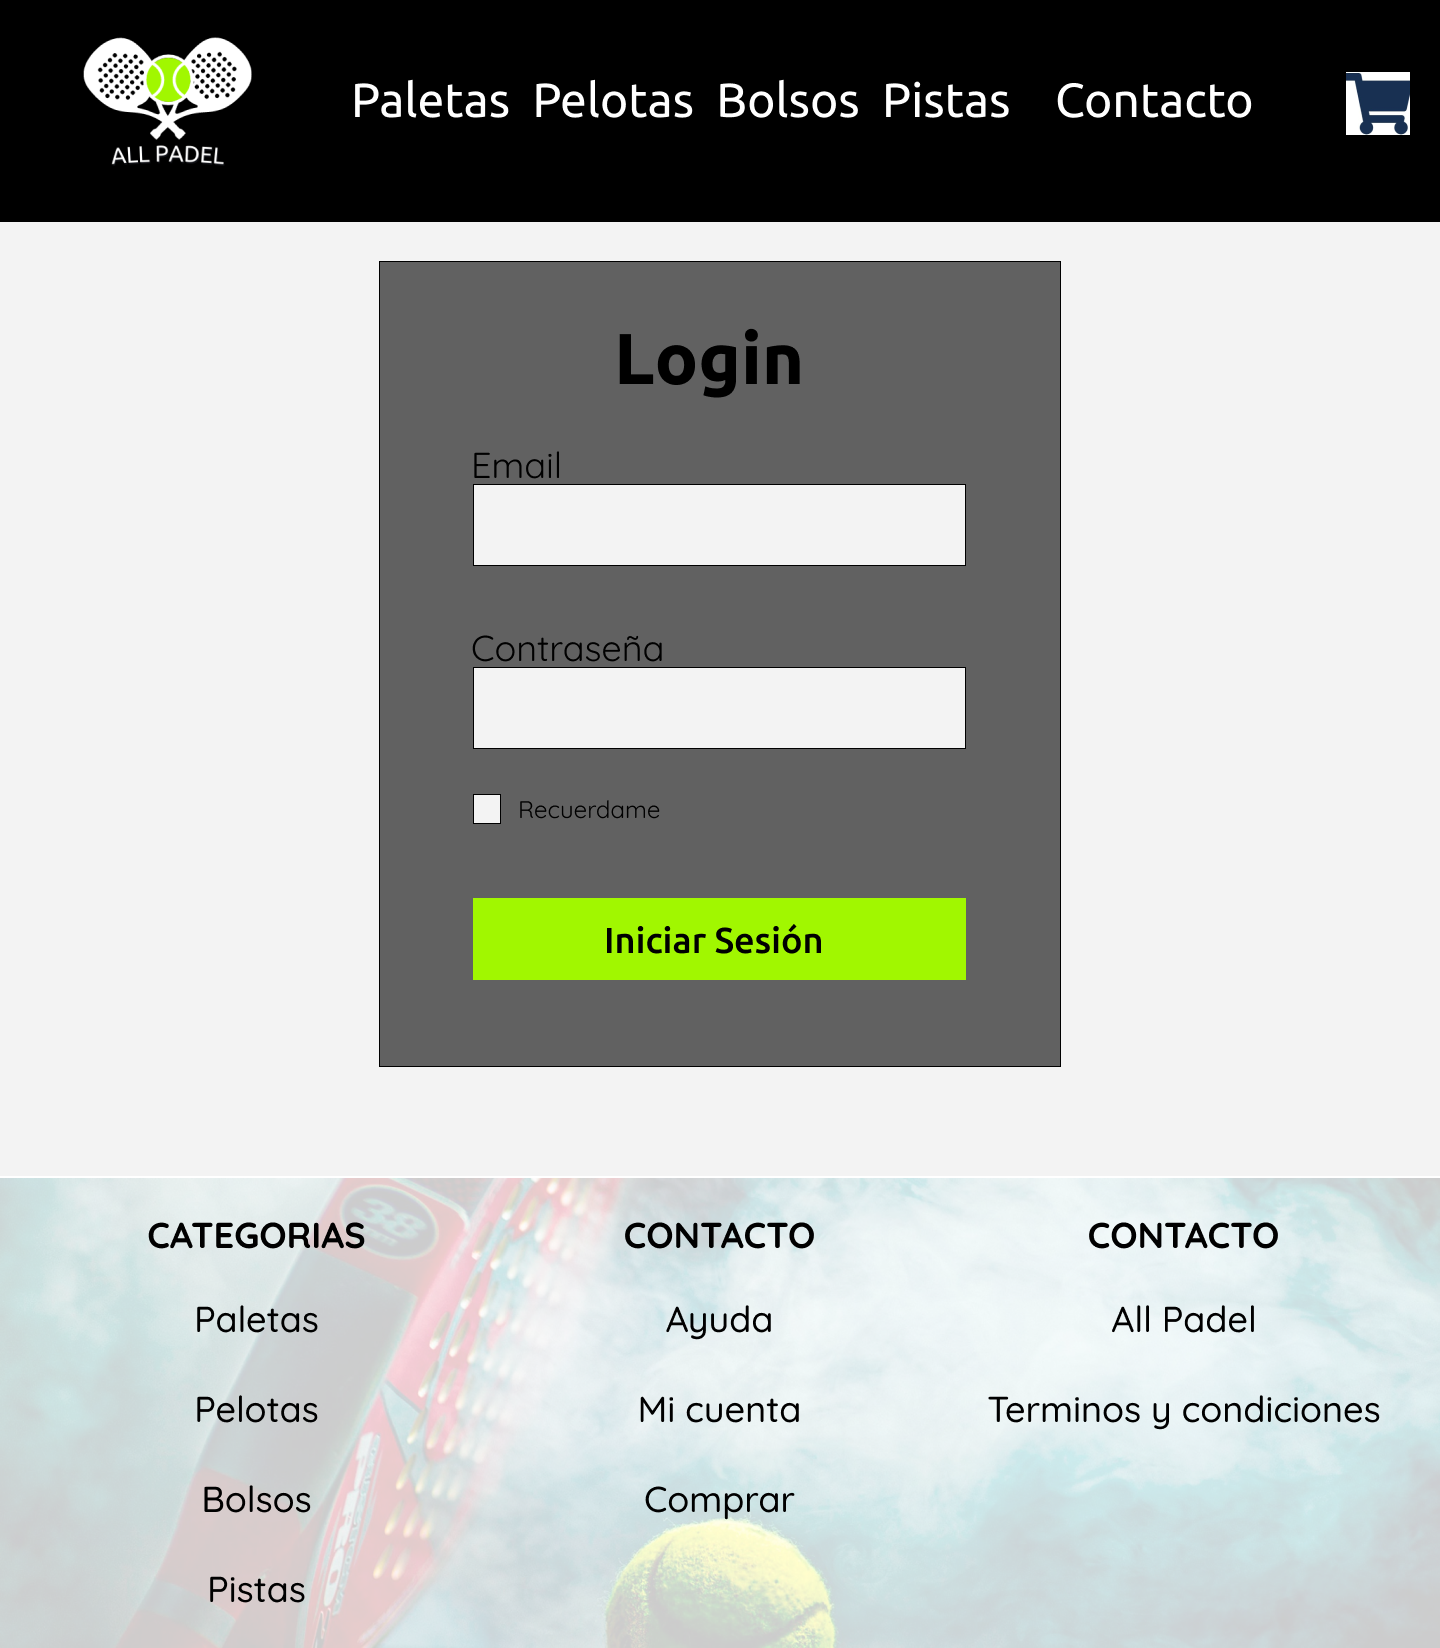 ALL PADEL
Paletas Pelotas Bolsos Pistas Contacto
Login
Email
Contraseña
Recuerdame
Iniciar Sesión
CATEGORIAS
Paletas
Pelotas
Bolsos
Pistas
CONTACTO
Ayuda
Mi cuenta
Comprar
CONTACTO
All Padel
Terminos y condiciones
38